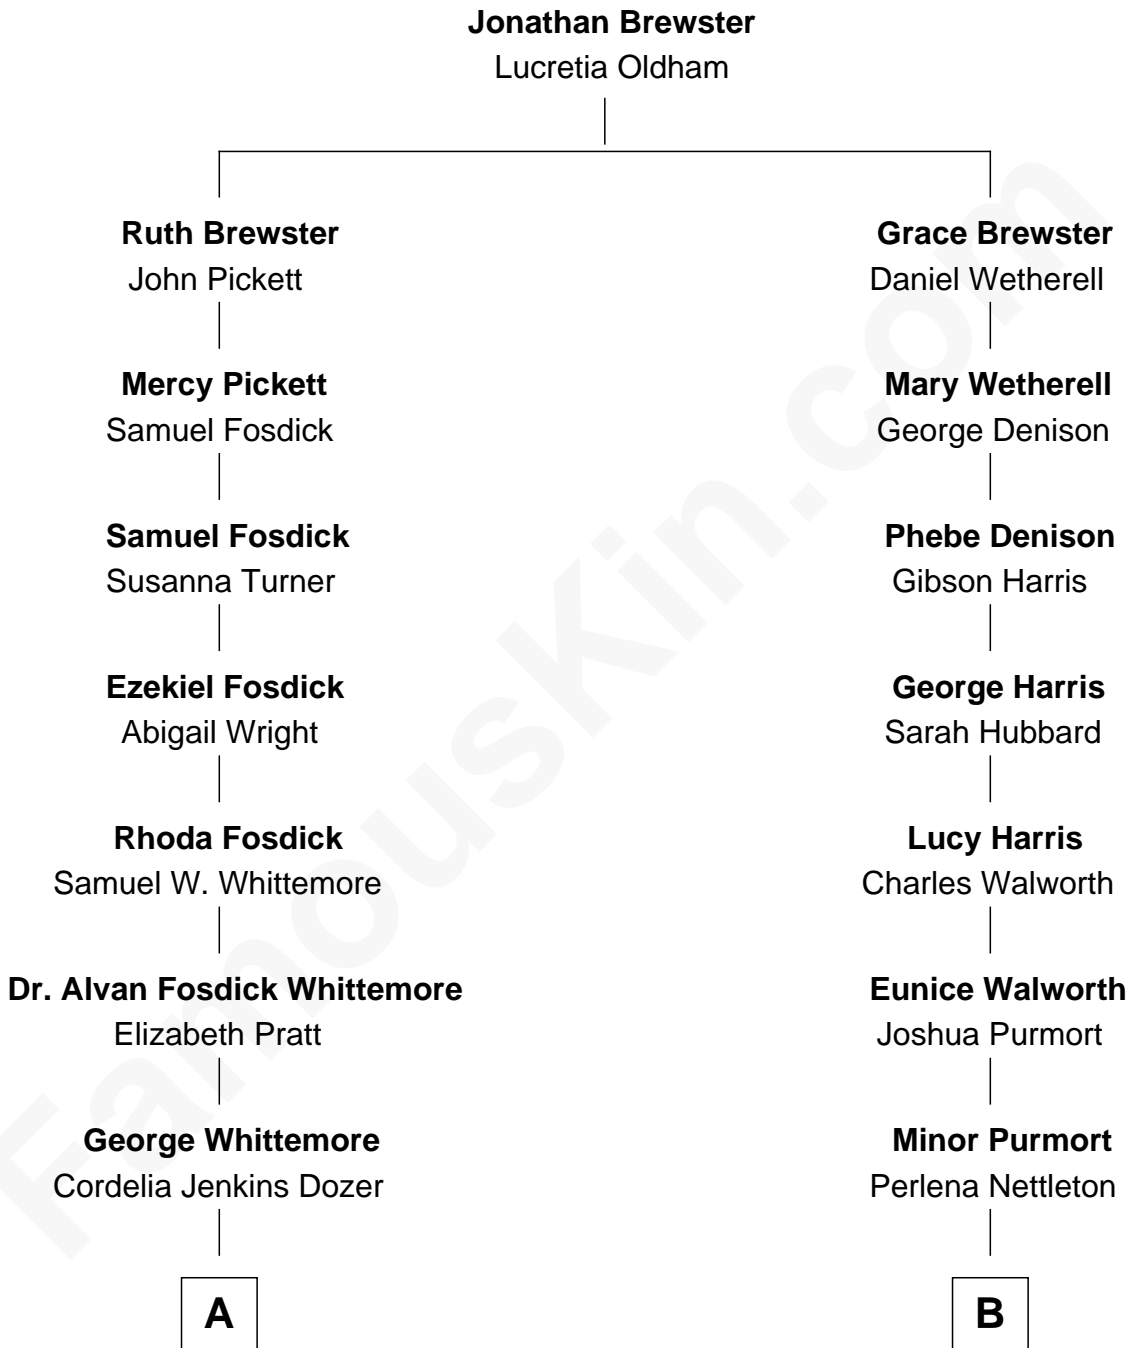 Jonathan Brewster
Lucretia Oldham
Ruth Brewster
John Pickett
Grace Brewster
Daniel Wetherell
Mercy Pickett
Samuel Fosdick
Mary Wetherell
George Denison
Samuel Fosdick
Susanna Turner
Phebe Denison
Gibson Harris
Ezekiel Fosdick
Abigail Wright
George Harris
Sarah Hubbard
Rhoda Fosdick
Samuel W. Whittemore
Lucy Harris
Charles Walworth
Dr. Alvan Fosdick Whittemore
Elizabeth Pratt
Eunice Walworth
Joshua Purmort
George Whittemore
Cordelia Jenkins Dozer
Minor Purmort
Perlena Nettleton
A
B
FamousKin.com